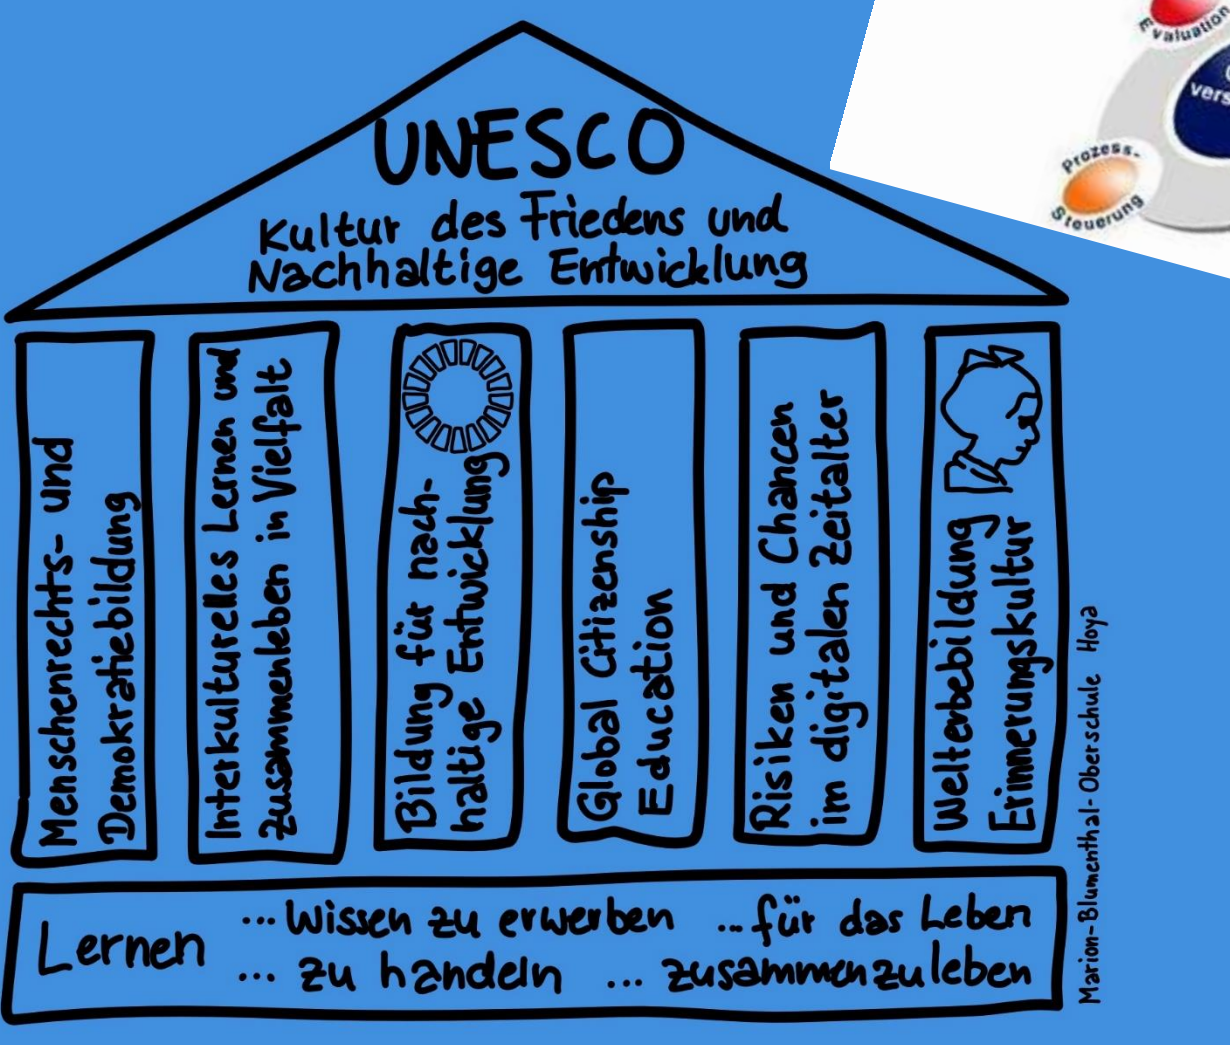 UNESCO
Kultur des Friedens und
Nachhaltige Entwicklung
Menschenrechts- und
Demokratiebildung
Interkulturelles Lernen und
zusammenleben in Vielfalt
Bildung für nach-
haltige Entwicklung
Global Citizenship
Education
Risiken und Chancen
im digitalen Zeitalter
Welterbebildung
Erinnerungskultur
Lernen
... Wissen zu erwerben ... für das Leben
... zu handeln ... zusammenzuleben
Marion-Blumenthal-Oberschule Hoya
Evaluation
Prozess-
Steuerung